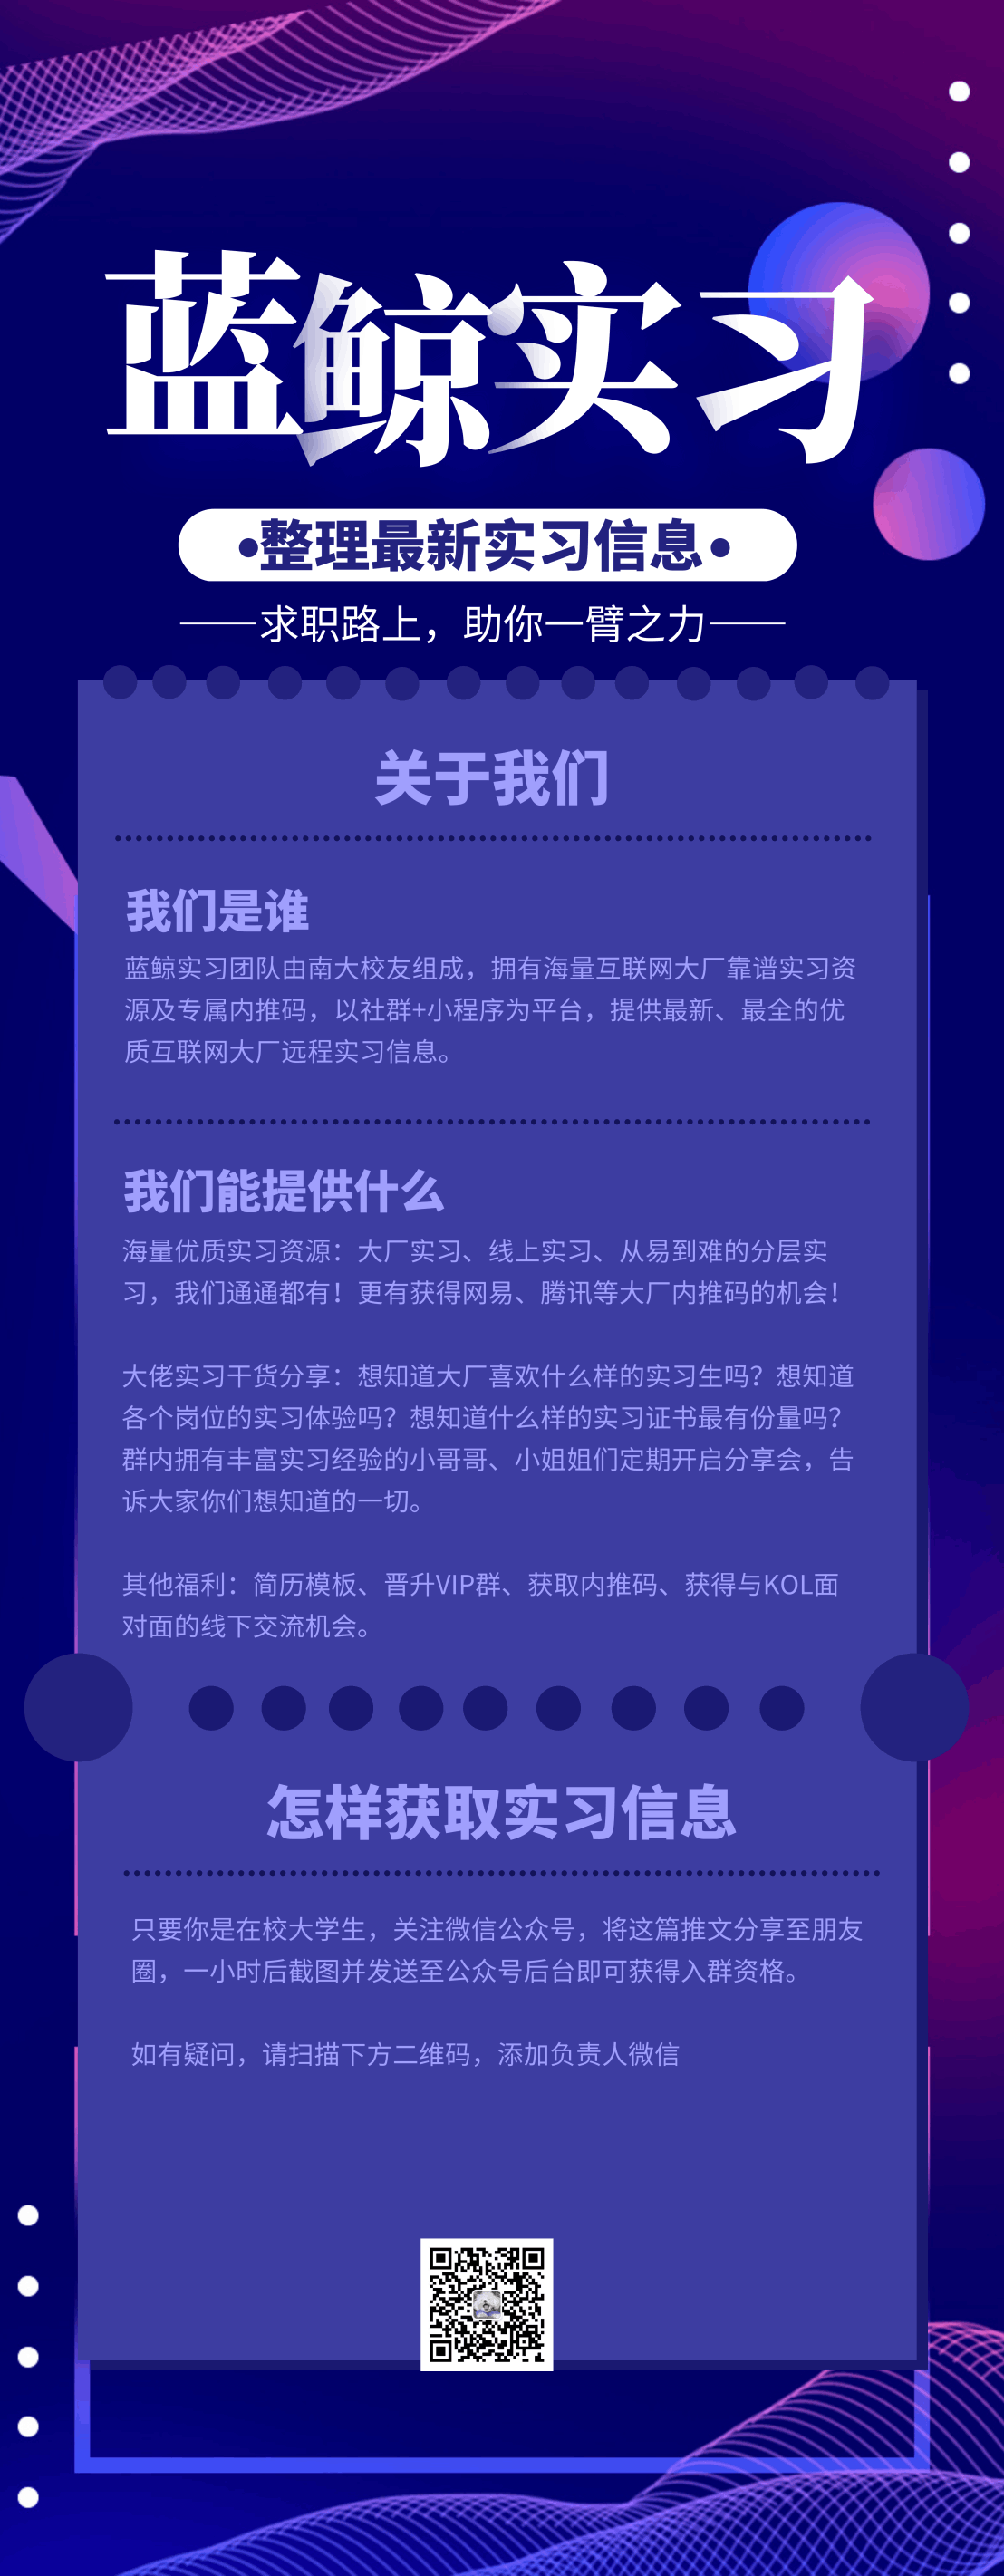 蓝鲸实习
•整理最新实习信息•
——求职路上，助你一臂之力——
关于我们
我们是谁
蓝鲸实习团队由南大校友组成，拥有海量互联网大厂靠谱实习资
源及专属内推码，以社群+小程序为平台，提供最新、最全的优
质互联网大厂远程实习信息。
我们能提供什么
海量优质实习资源：大厂实习、线上实习、从易到难的分层实
习，我们通通都有！更有获得网易、腾讯等大厂内推码的机会！
大佬实习干货分享：想知道大厂喜欢什么样的实习生吗？想知道
各个岗位的实习体验吗？想知道什么样的实习证书最有份量吗？
群内拥有丰富实习经验的小哥哥、小姐姐们定期开启分享会，告
诉大家你们想知道的一切。
其他福利：简历模板、晋升VIP群、获取内推码、获得与KOL面
对面的线下交流机会。
怎样获取实习信息
只要你是在校大学生，关注微信公众号，将这篇推文分享至朋友
圈，一小时后截图并发送至公众号后台即可获得入群资格。
如有疑问，请扫描下方二维码，添加负责人微信